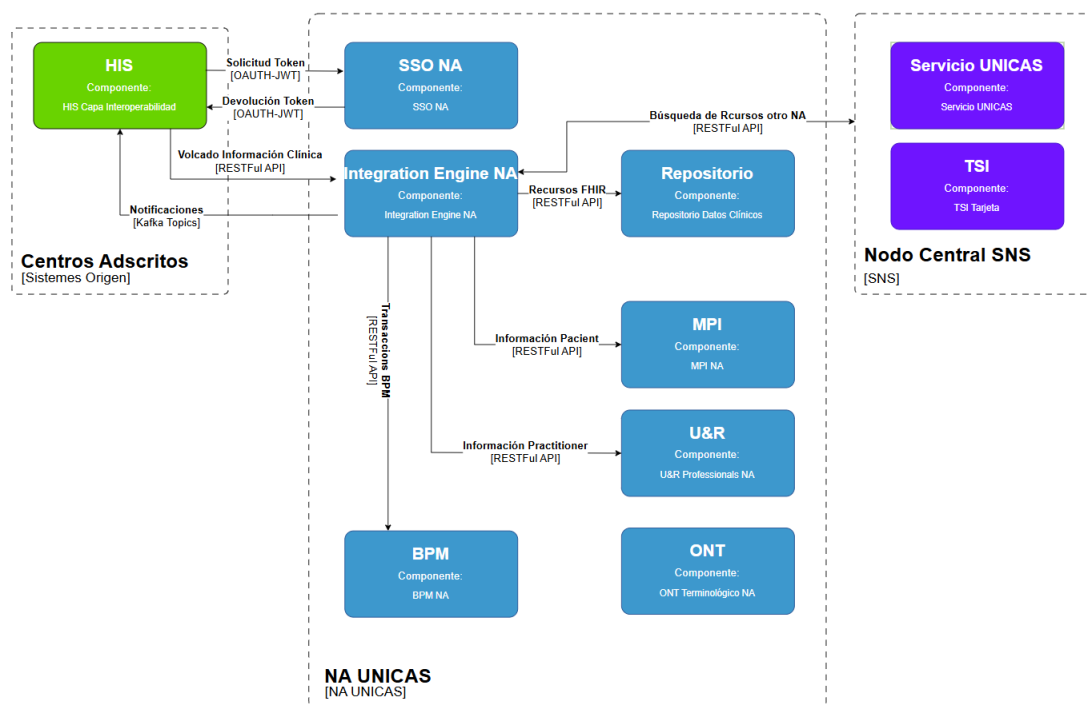 HIS
Componente:
HIS Capa Interoperabilidad
Solicitud Token
[OAUTH-JWT]
Devolución Token
[OAUTH-JWT]
Volcado Información Clínica
[RESTFul API]
Notificaciones
[Kafka Topics]
Centros Adscritos
[Sistemes Origen]
SSO NA
Componente:
SSO NA
Integration Engine NA
Componente:
Integration Engine NA
Búsqueda de Rcursos otro NA
[RESTFul API]
Recursos FHIR
[RESTFul API]
Repositorio
Componente:
Repositorio Datos Clínicos
Transaccions BPM
[RESTFul API]
Información Pacient
[RESTFul API]
MPI
Componente:
MPI NA
Información Practitioner
[RESTFul API]
U&R
Componente:
U&R Professionals NA
BPM
Componente:
BPM NA
ONT
Componente:
ONT Terminológico NA
NA UNICAS
[NA UNICAS]
Servicio UNICAS
Componente:
Servicio UNICAS
TSI
Componente:
TSI Tarjeta
Nodo Central SNS
[SNS]